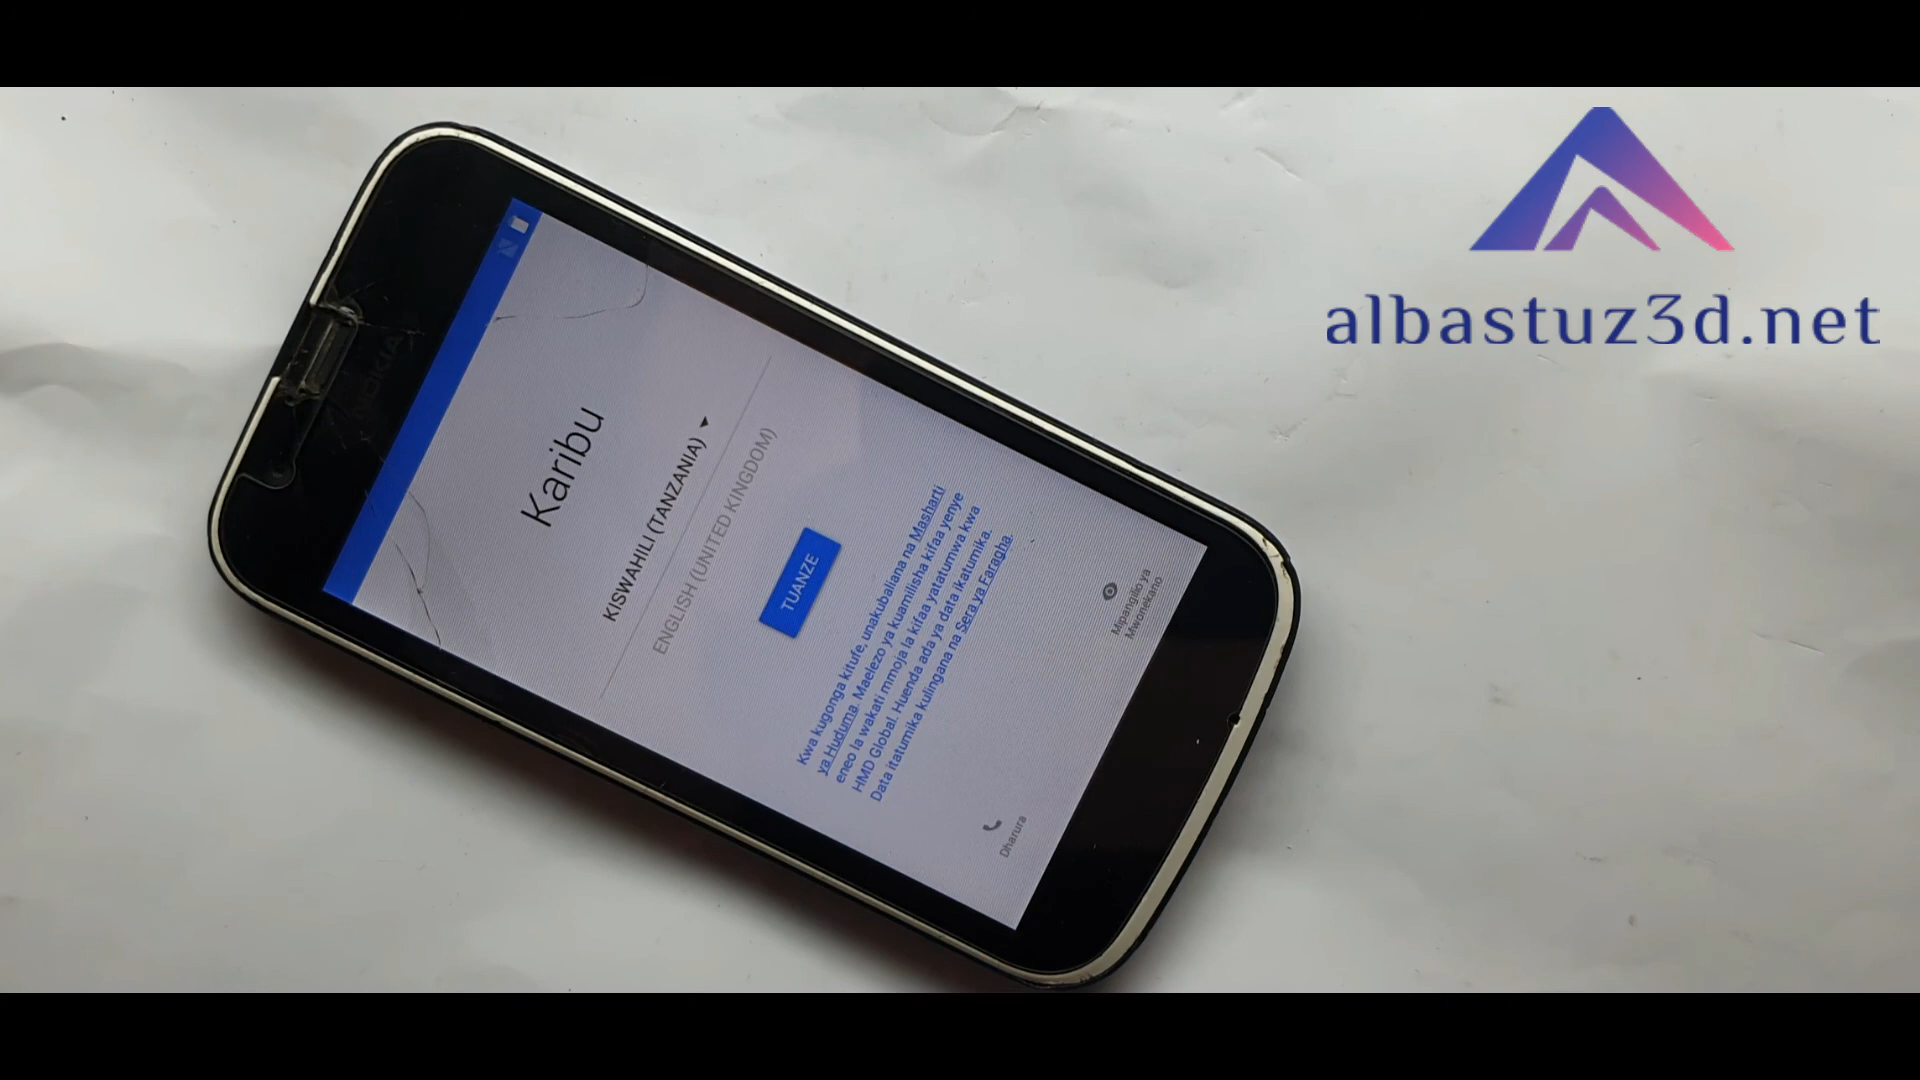 albastuz3d.net
NOKIA
Karibu
KISWAHILI (TANZANIA)
ENGLISH (UNITED KINGDOM)
TUANZE
Kwa kugonga kitufe, unakubaliana na Masharti
ya Huduma. Maelezo ya kuamilisha kifaa yenye
eneo la wakati mmoja la kifaa yatatumwa kwa
HMD Global. Huenda ada ya data ikatumika.
Data itatumika kulingana na Sera ya Faragha.
Dharura
Mipangilio ya
Mwonekano